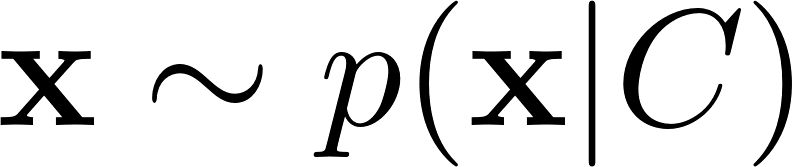 x ∼ p(x|C)